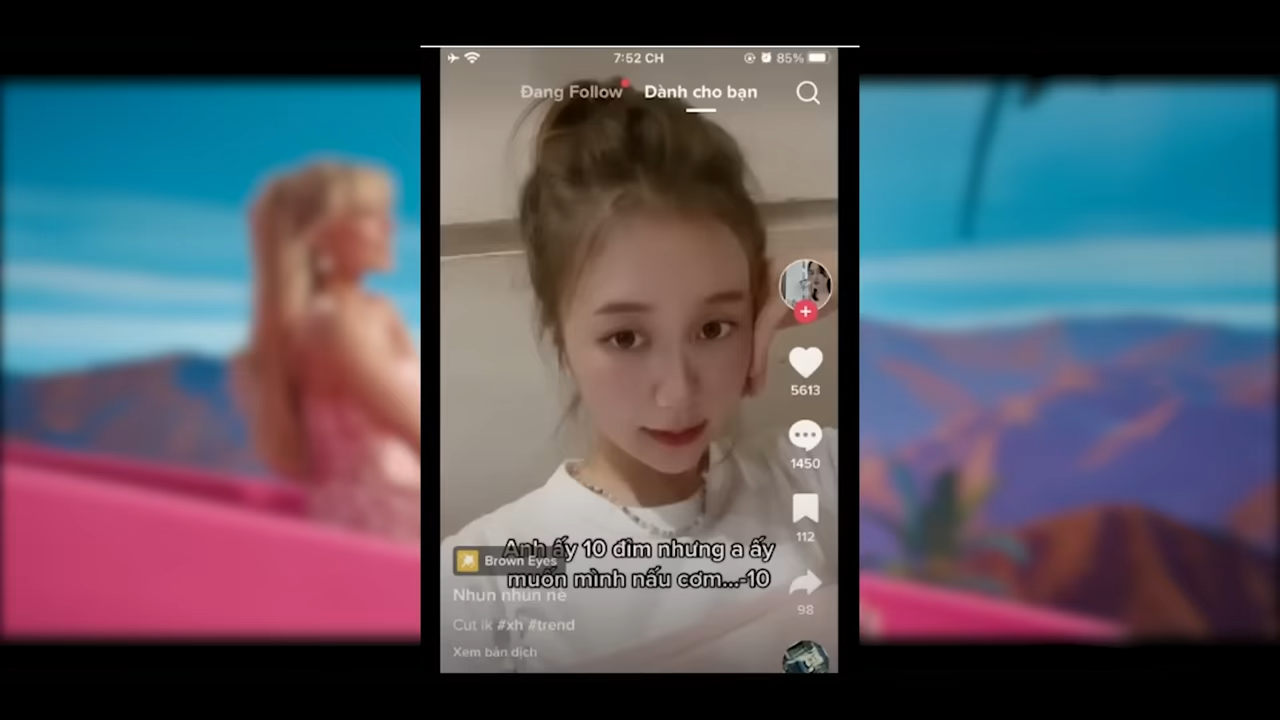 7:52 CH
85%
Đang Follow
Dành cho bạn
5613
1450
112
98
Anh ấy 10 đỉm nhưng a ấy
muốn mình nấu cơm...-10
Brown Eyes
Nhun nhun nè
Cut ik #xh #trend
Xem bản dịch